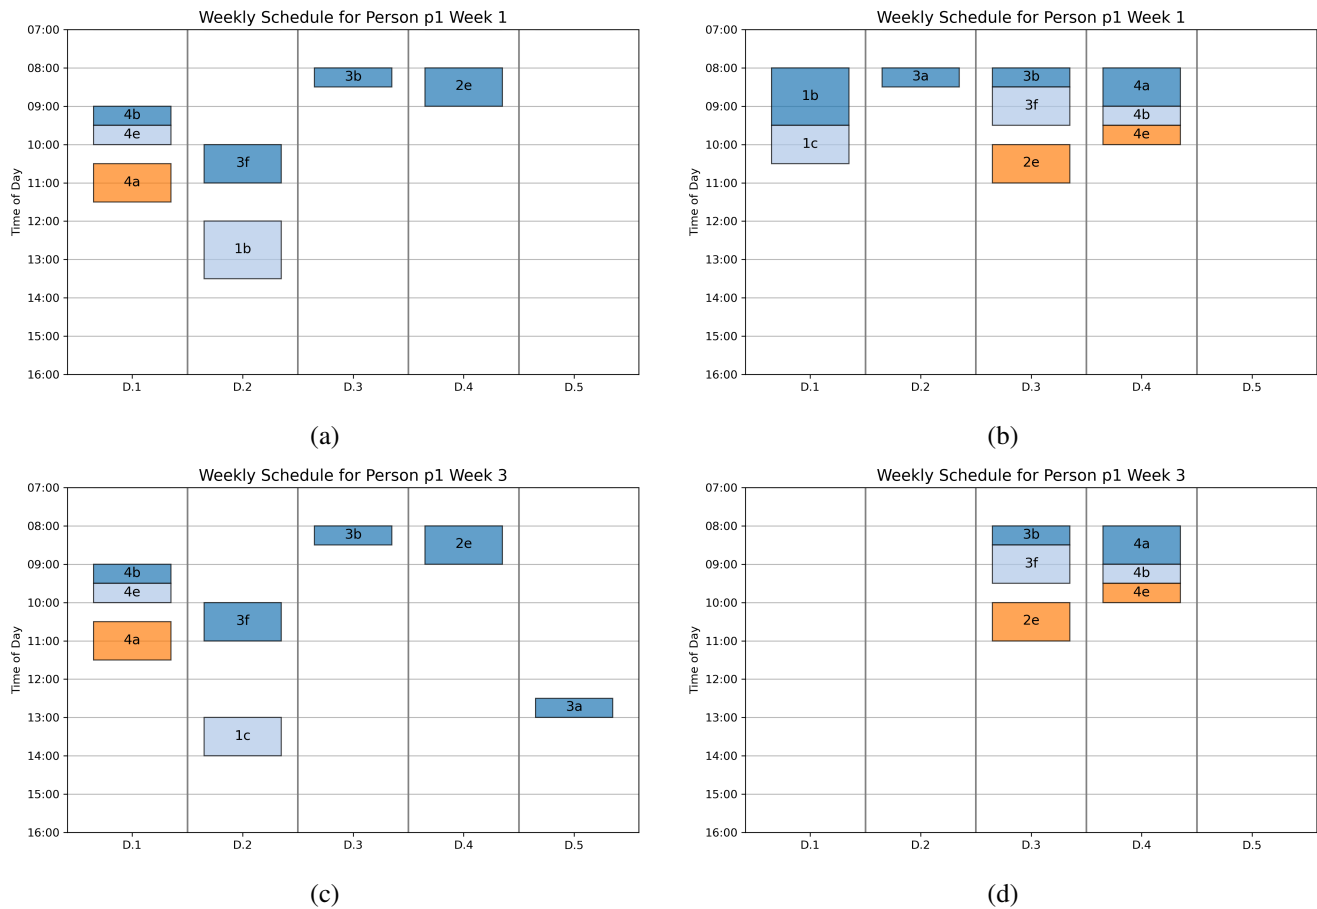 Weekly Schedule for Person p1 Week 1
Time of Day
07:00
08:00
09:00
10:00
11:00
12:00
13:00
14:00
15:00
16:00
4b
4e
4a
3f
1b
3b
2e
D.1 D.2 D.3 D.4 D.5
(a)
Weekly Schedule for Person p1 Week 1
Time of Day
07:00
08:00
09:00
10:00
11:00
12:00
13:00
14:00
15:00
16:00
1b
1c
3a
3b
3f
2e
4a
4b
4e
D.1 D.2 D.3 D.4 D.5
(b)
Weekly Schedule for Person p1 Week 3
Time of Day
07:00
08:00
09:00
10:00
11:00
12:00
13:00
14:00
15:00
16:00
4b
4e
4a
3f
1c
3b
2e
3a
D.1 D.2 D.3 D.4 D.5
(c)
Weekly Schedule for Person p1 Week 3
Time of Day
07:00
08:00
09:00
10:00
11:00
12:00
13:00
14:00
15:00
16:00
3b
3f
2e
4a
4b
4e
D.1 D.2 D.3 D.4 D.5
(d)